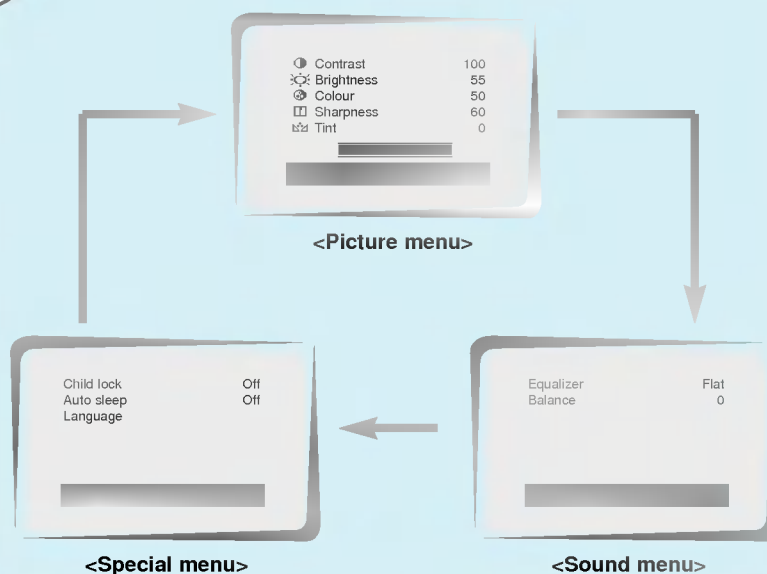 Contrast 100
Brightness 55
Colour 50
Sharpness 60
Tint 0
<Picture menu>
Child lock Off
Auto sleep Off
Language
<Special menu>
Equalizer Flat
Balance 0
<Sound menu>